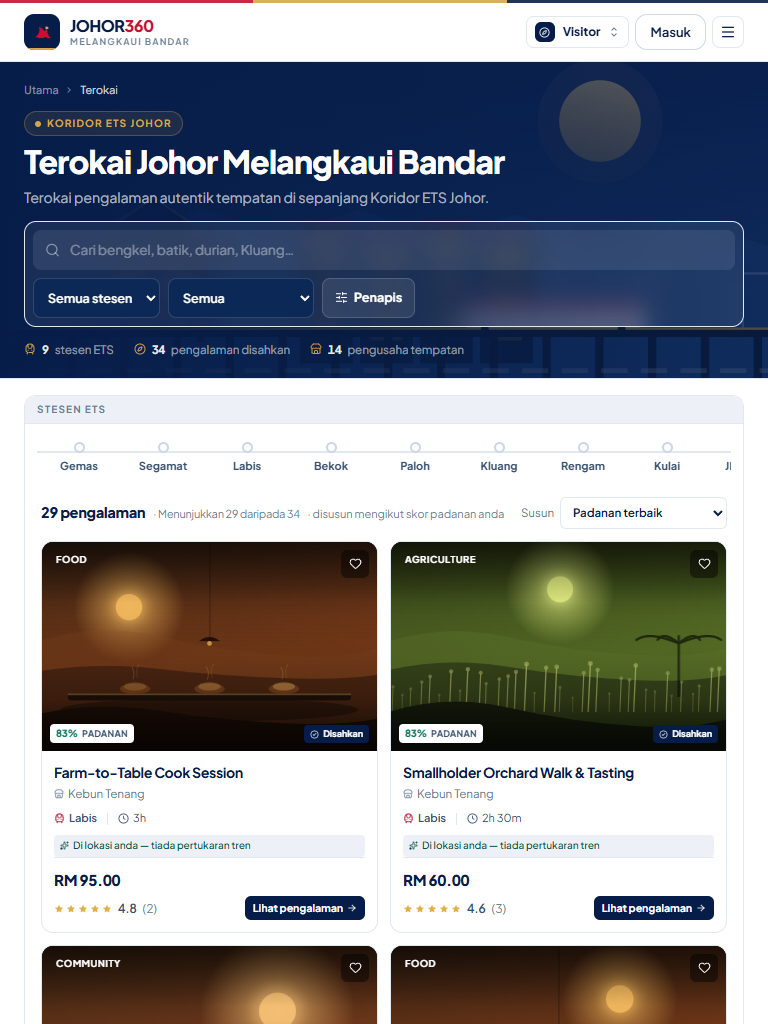 JOHOR360
MELANGKAUI BANDAR
Visitor
Masuk
Utama
Terokai
KORIDOR ETS JOHOR
Terokai Johor Melangkaui Bandar
Terokai pengalaman autentik tempatan di sepanjang Koridor ETS Johor.
Cari bengkel, batik, durian, Kluang…
Semua stesen
Semua
Penapis
9 stesen ETS
34 pengalaman disahkan
14 pengusaha tempatan
STESEN ETS
Gemas
Segamat
Labis
Bekok
Paloh
Kluang
Rengam
Kulai
29 pengalaman · Menunjukkan 29 daripada 34 · disusun mengikut skor padanan anda
Susun
Padanan terbaik
FOOD
83% PADANAN
Disahkan
Farm-to-Table Cook Session
Kebun Tenang
Labis
3h
Di lokasi anda — tiada pertukaran tren
RM 95.00
4.8 (2)
Lihat pengalaman →
AGRICULTURE
83% PADANAN
Disahkan
Smallholder Orchard Walk & Tasting
Kebun Tenang
Labis
2h 30m
Di lokasi anda — tiada pertukaran tren
RM 60.00
4.6 (3)
Lihat pengalaman →
COMMUNITY
FOOD